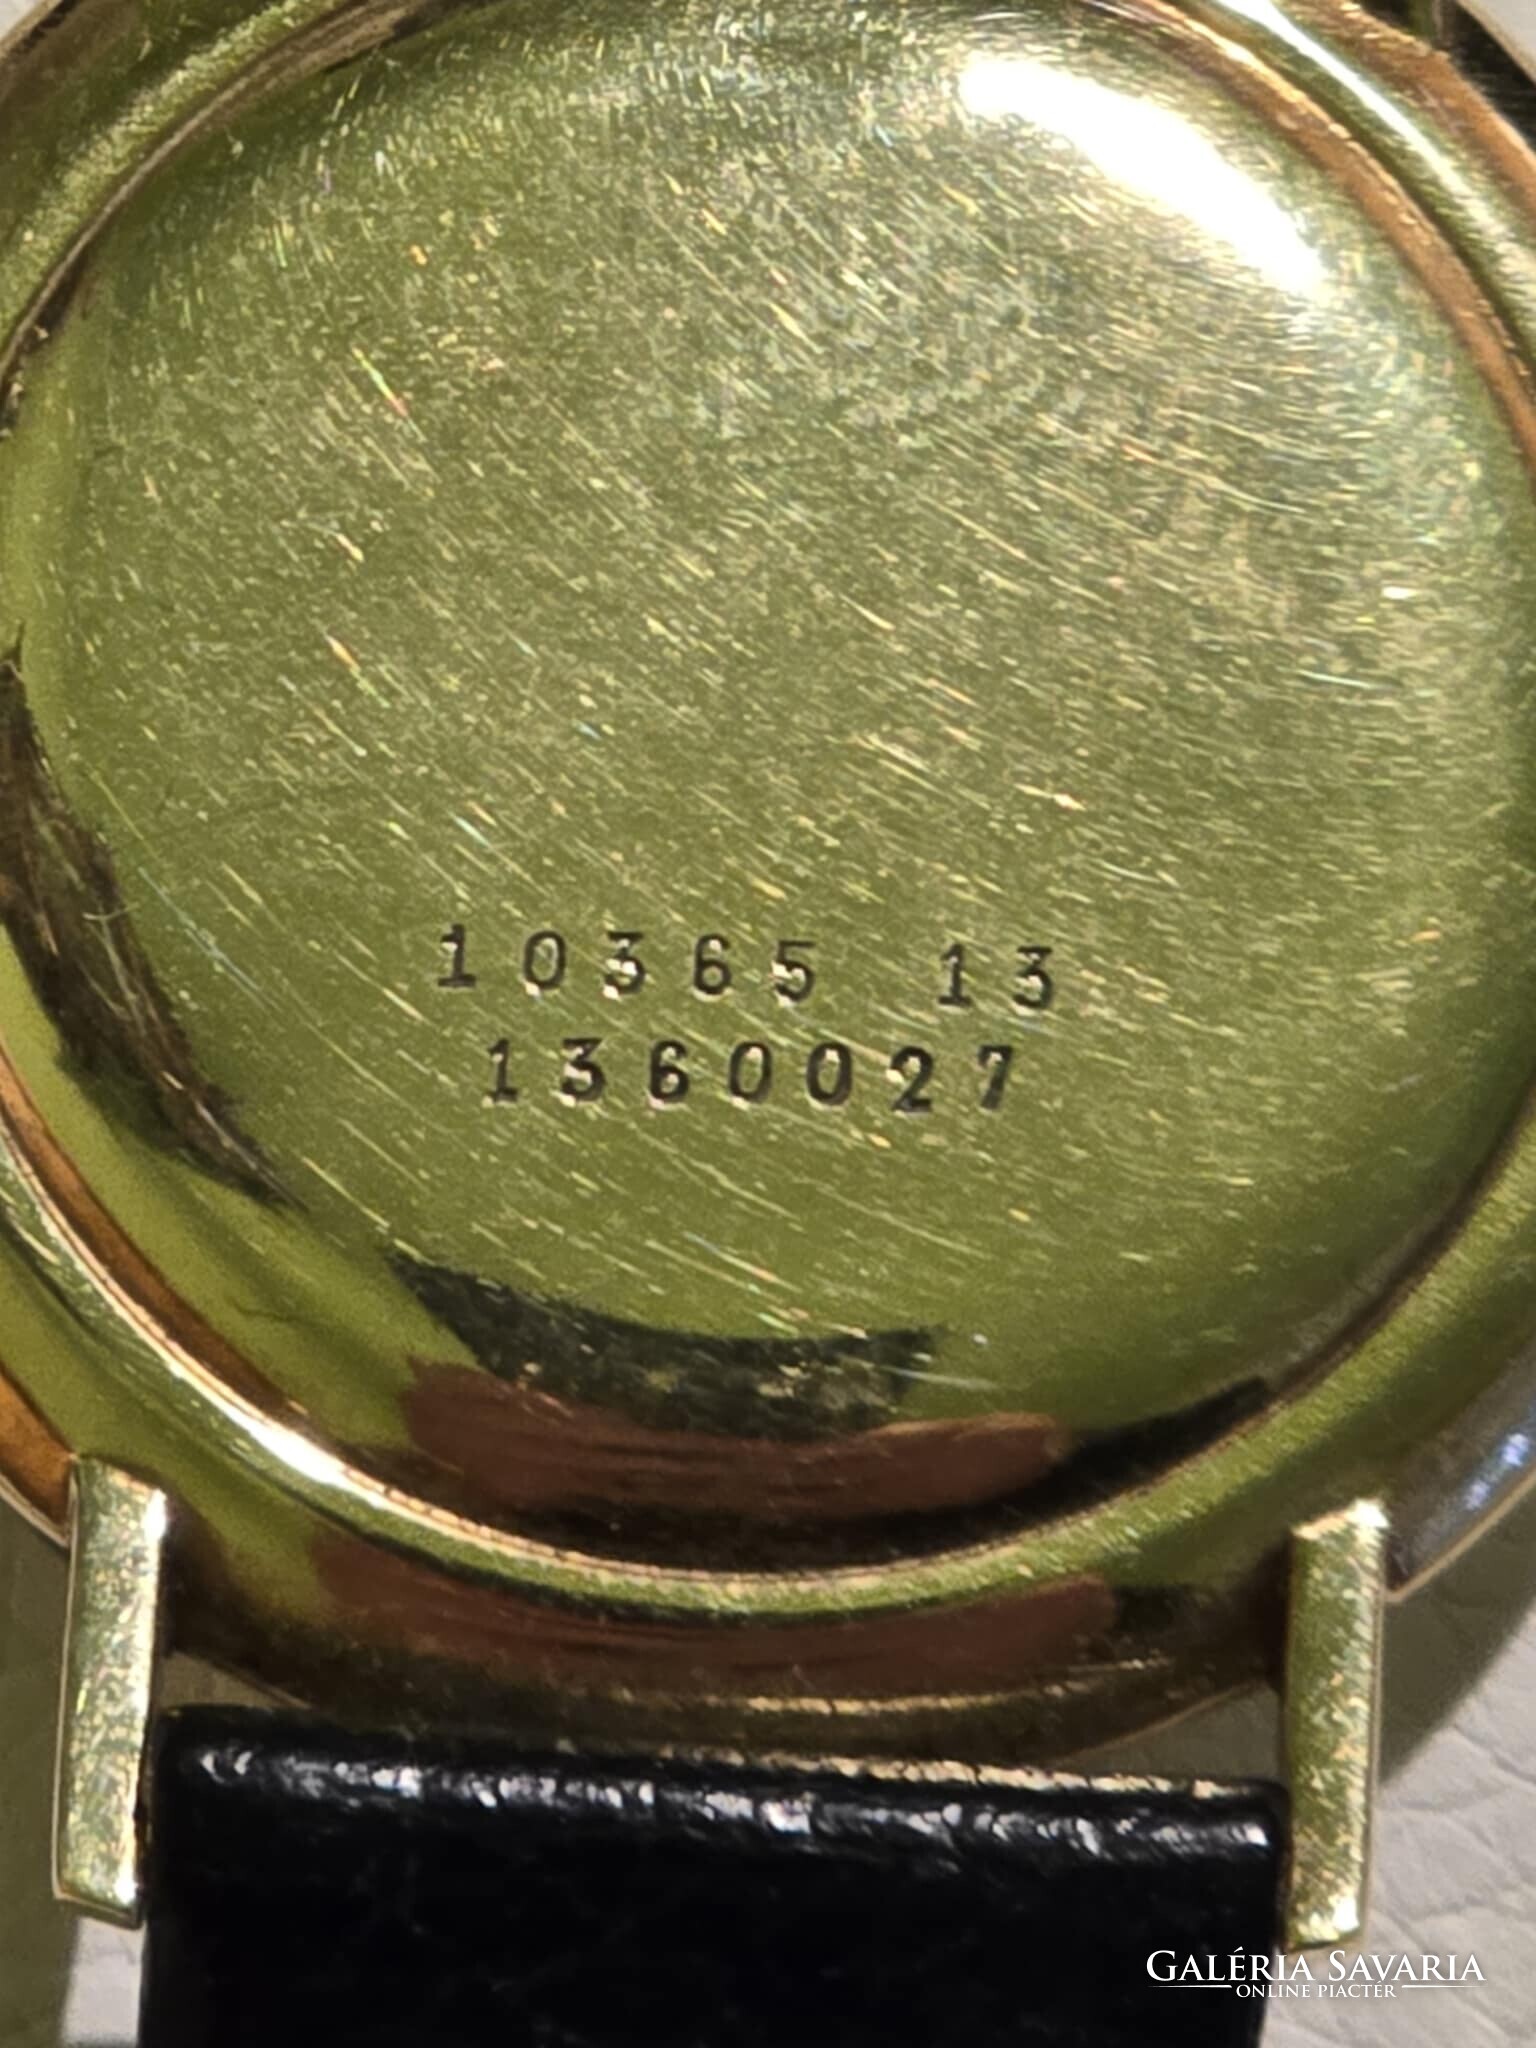 10365 13
1360027
GALÉRIA SAVARIA
ONLINE PIACTÉR